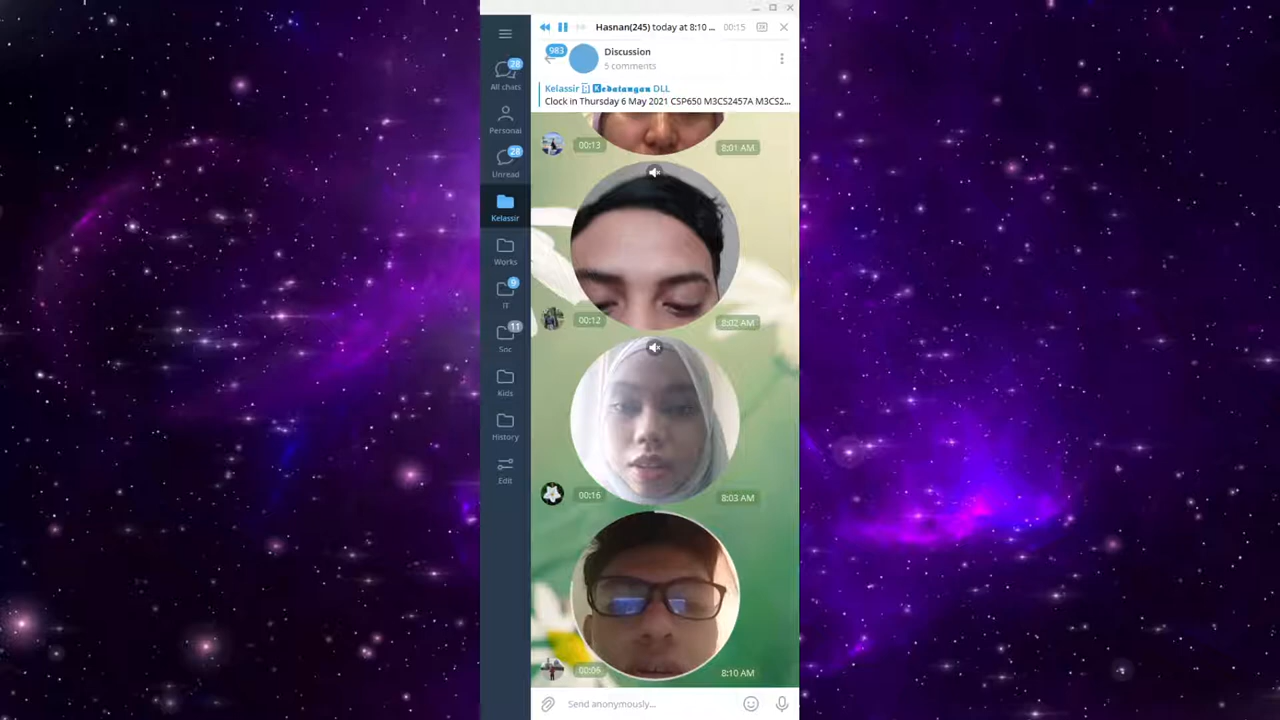 Hasnan(245) today at 8:10 ... 00:15
983
Discussion
5 comments
Kelassir [;] 𝕶𝖊𝖉𝖆𝖙𝖆𝖓𝖌𝖆𝖓 DLL
Clock in Thursday 6 May 2021 CSP650 M3CS2457A M3CS2...
28
All chats
Personal
28
Unread
Kelassir
Works
9
IT
11
Soc
Kids
History
Edit
00:13 8:01 AM
00:12 8:02 AM
00:16 8:03 AM
8:10 AM
Send anonymously...